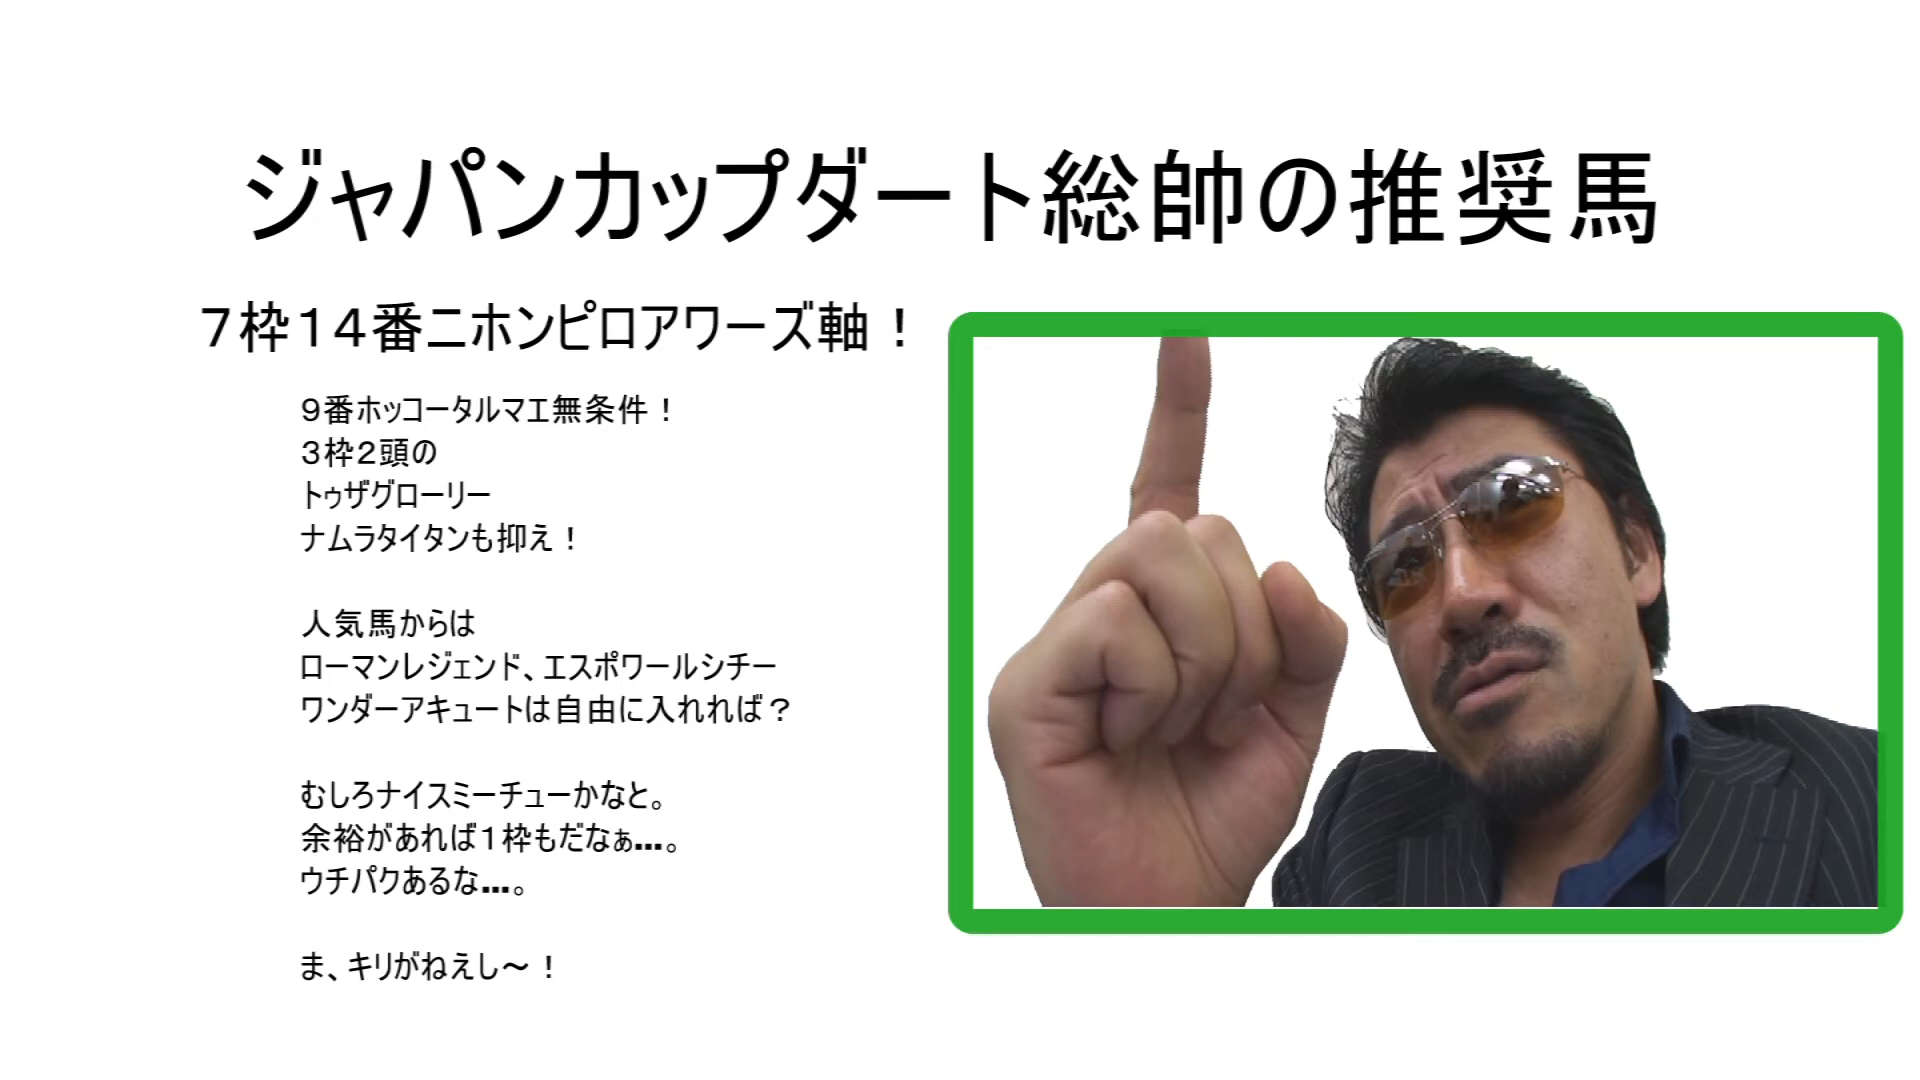 ジャパンカップダート総帥の推奨馬
７枠１４番ニホンピロアワーズ軸！
９番ホッコータルマエ無条件！
３枠２頭の
トゥザグローリー
ナムラタイタンも抑え！
人気馬からは
ローマンレジェンド、エスポワールシチー
ワンダーアキュートは自由に入れれば？
むしろナイスミーチューかなと。
余裕があれば１枠もだなぁ…。
ウチパクあるな…。
ま、キリがねえし～！